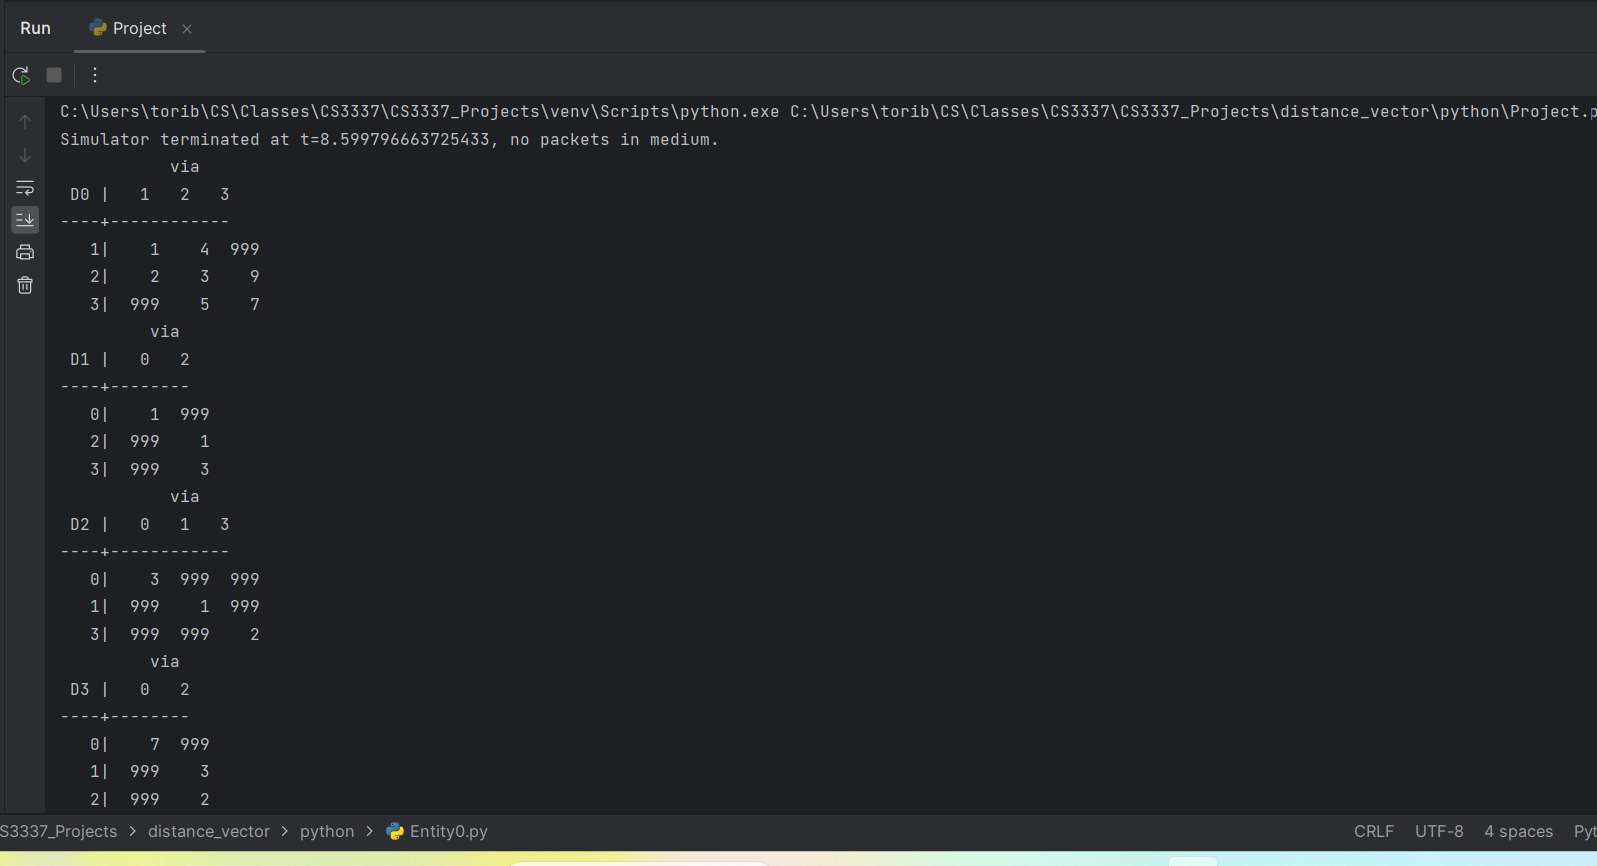 Run Project
C:\Users\torib\CS\Classes\CS3337\CS3337_Projects\venv\Scripts\python.exe C:\Users\torib\CS\Classes\CS3337\CS3337_Projects\distance_vector\python\Project.p
Simulator terminated at t=8.599796663725433, no packets in medium.
           via
 D0 |   1   2   3
----+------------
   1|    1    4  999
   2|    2    3    9
   3|  999    5    7
         via
 D1 |   0   2
----+--------
   0|    1  999
   2|  999    1
   3|  999    3
           via
 D2 |   0   1   3
----+------------
   0|    3  999  999
   1|  999    1  999
   3|  999  999    2
         via
 D3 |   0   2
----+--------
   0|    7  999
   1|  999    3
   2|  999    2
S3337_Projects > distance_vector > python > Entity0.py CRLF UTF-8 4 spaces Pyt